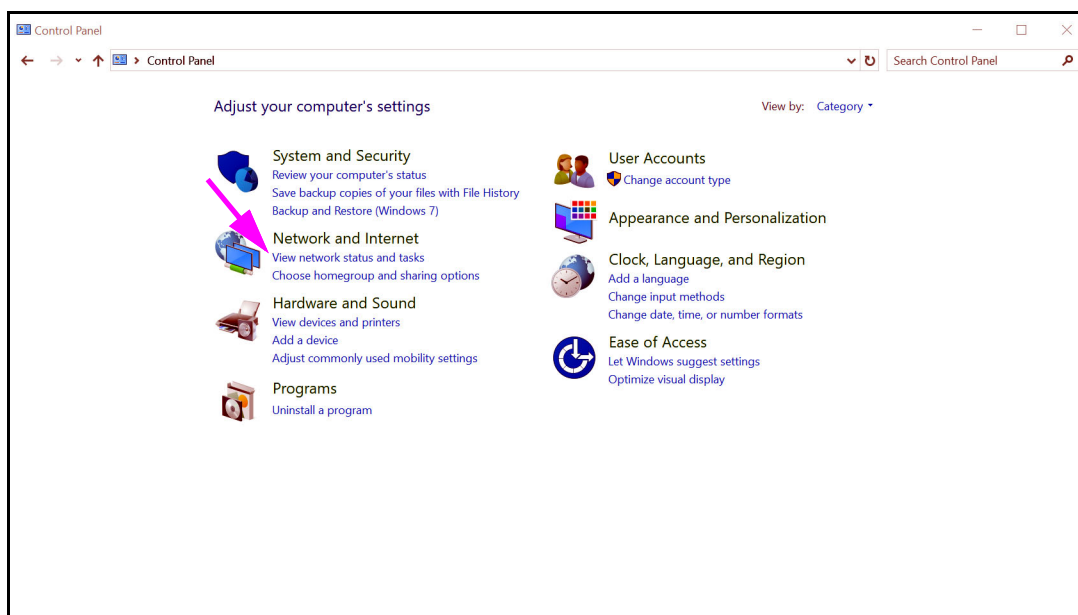 Control Panel
Control Panel
Search Control Panel
Adjust your computer's settings
View by: Category
System and Security
Review your computer's status
Save backup copies of your files with File History
Backup and Restore (Windows 7)
Network and Internet
View network status and tasks
Choose homegroup and sharing options
Hardware and Sound
View devices and printers
Add a device
Adjust commonly used mobility settings
Programs
Uninstall a program
User Accounts
Change account type
Appearance and Personalization
Clock, Language, and Region
Add a language
Change input methods
Change date, time, or number formats
Ease of Access
Let Windows suggest settings
Optimize visual display